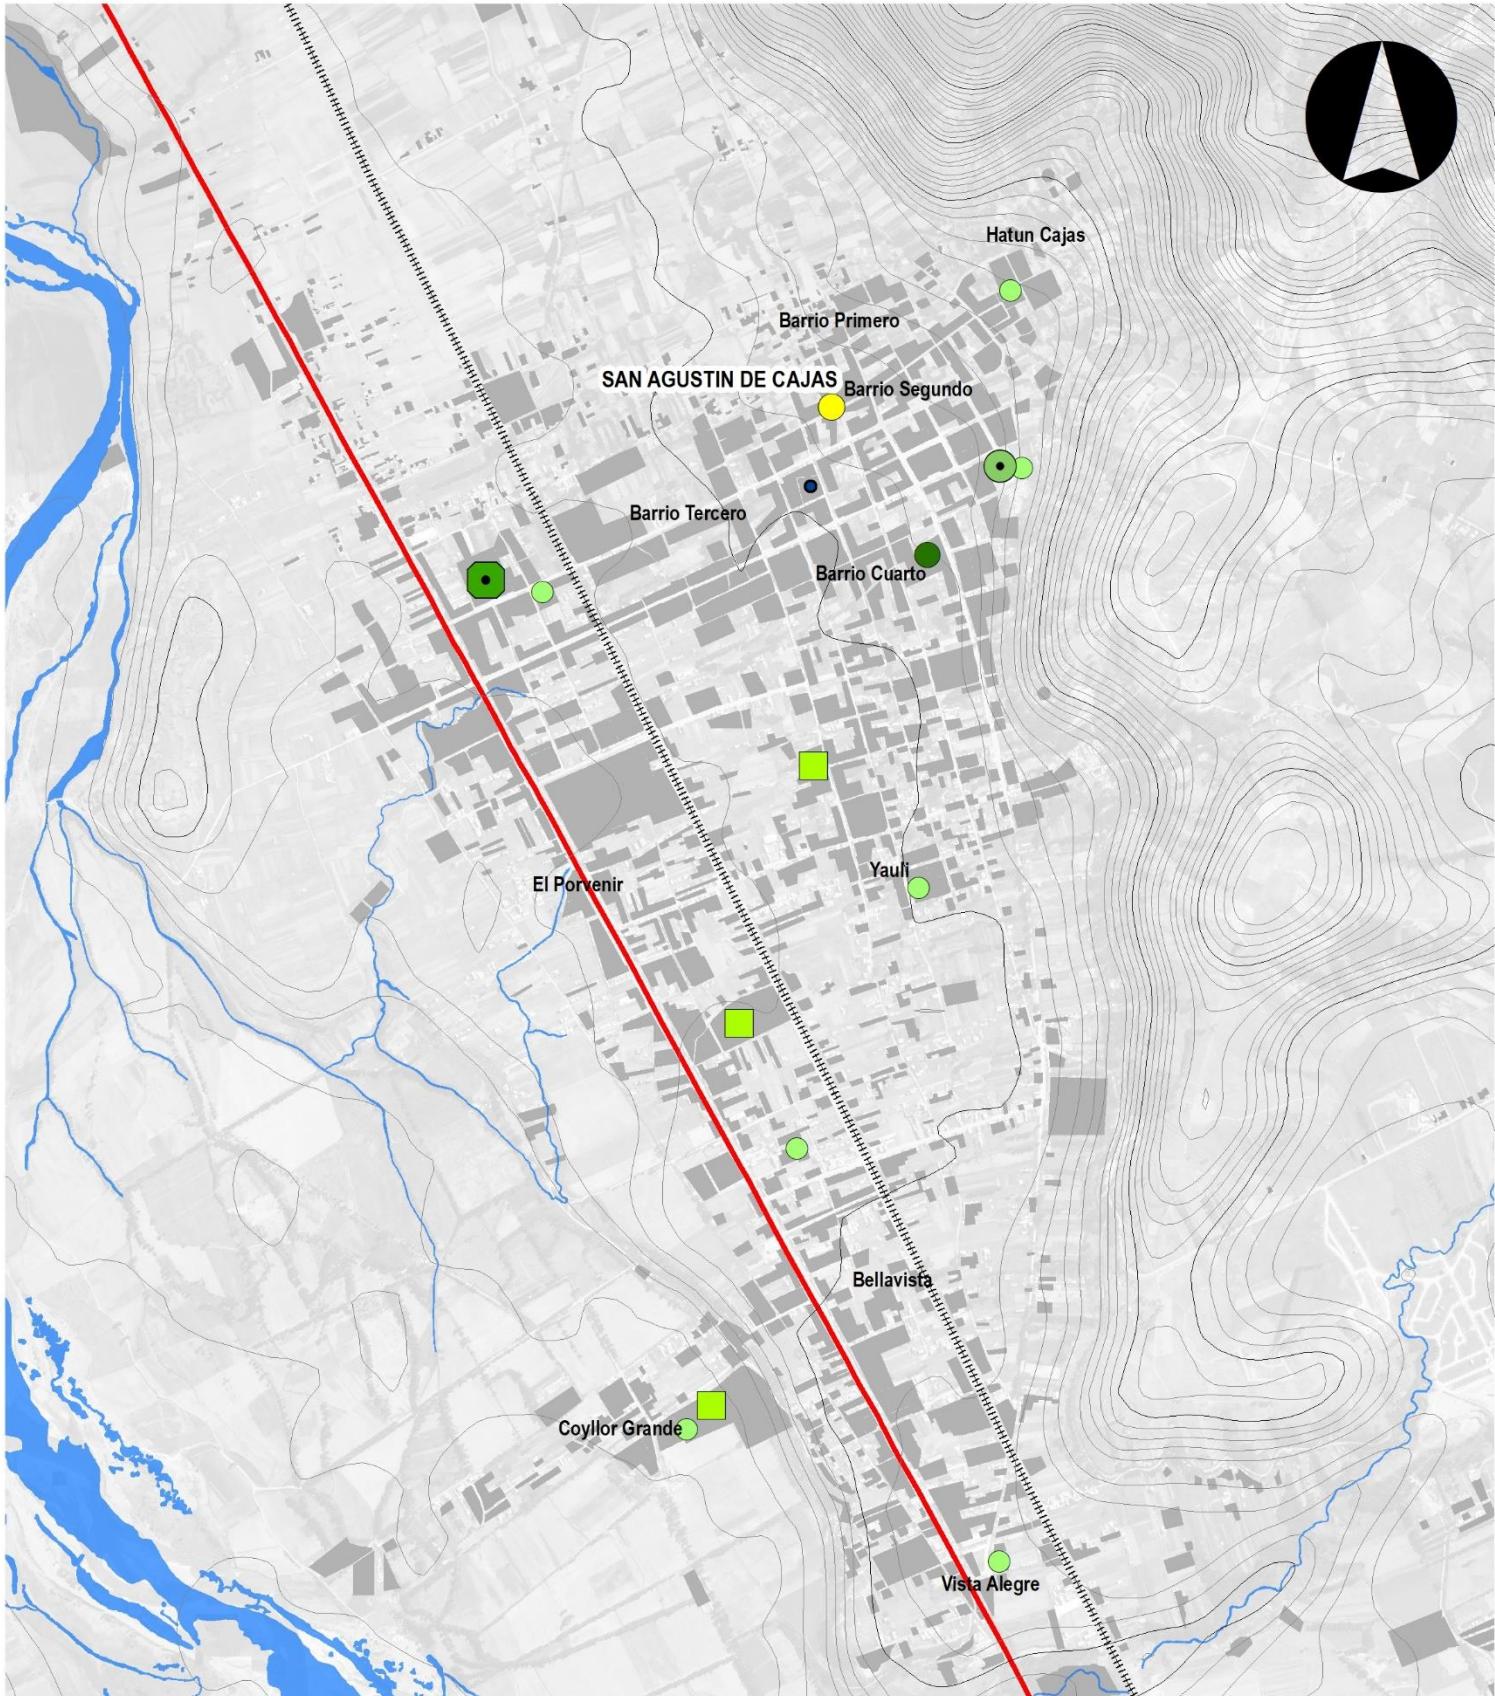 Hatun Cajas
Barrio Primero
SAN AGUSTIN DE CAJAS
Barrio Segundo
Barrio Tercero
Barrio Cuarto
Yauli
El Porvenir
Bellavista
Coyllor Grande
Vista Alegre